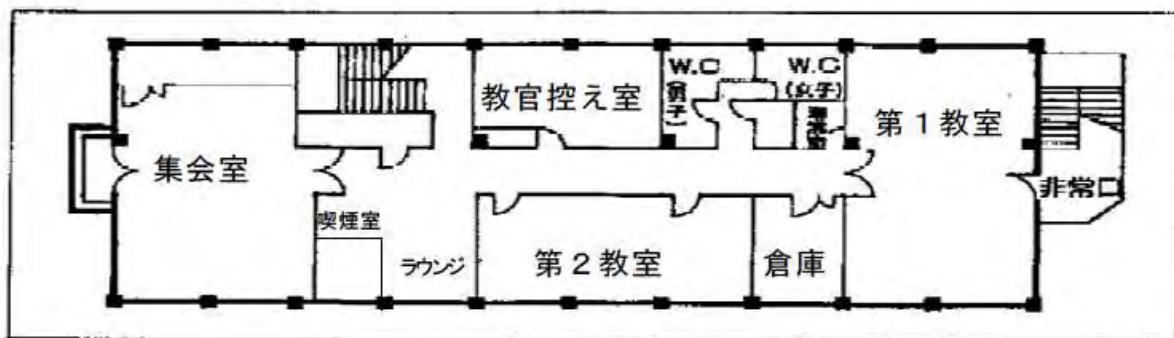 W.C
(男子)
W.C
(女子)
教官控え室
第1教室
集会室
非常口
喫煙室
ラウンジ
第2教室
倉庫